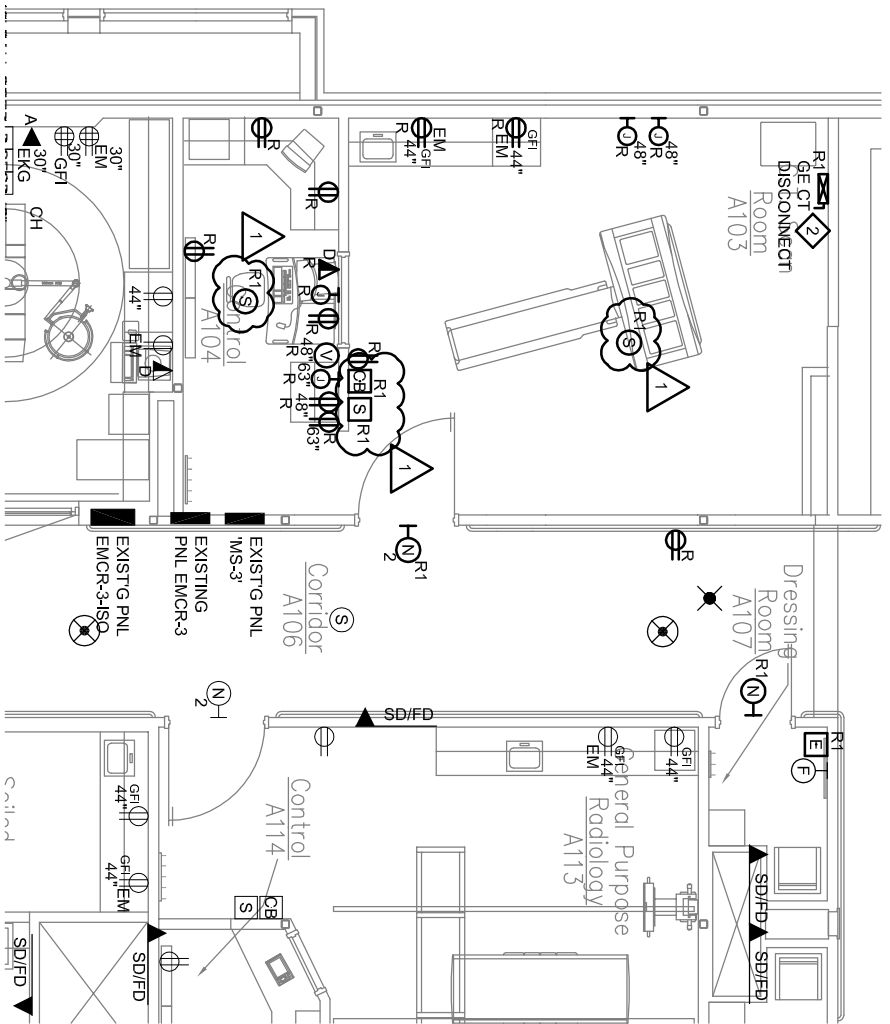 A
30"
EKG
30"
GFI
30"
EM
CH
R
R
R
EM
GFI
44"
R
GFI
44"
EM
R
J
R
48"
J
R
48"
R1
GE CT
DISCONNECT
2
Room
A103
1
R1
S
Control
A104
D
R
J
R
R
48"
V
R
R
CB
R1
63"
J
R
48"
R
S
R1
63"
R
1
R1
S
1
44"
EM
D
EXIST'G PNL
EMCR-3-ISO
EXISTING
PNL EMCR-3
EXIST'G PNL
'MS-3'
N
2
R1
R
Corridor
A106
S
Dressing
Room
A107
R1
N
N
2
SD/FD
R1
E
F
GFI
44"
EM
GFI
44"
General Purpose
Radiology
A113
Control
A114
GFI
44"
GFI
44"
EM
Soiled
S
CB
SD/FD
SD/FD
SD/FD
SD/FD